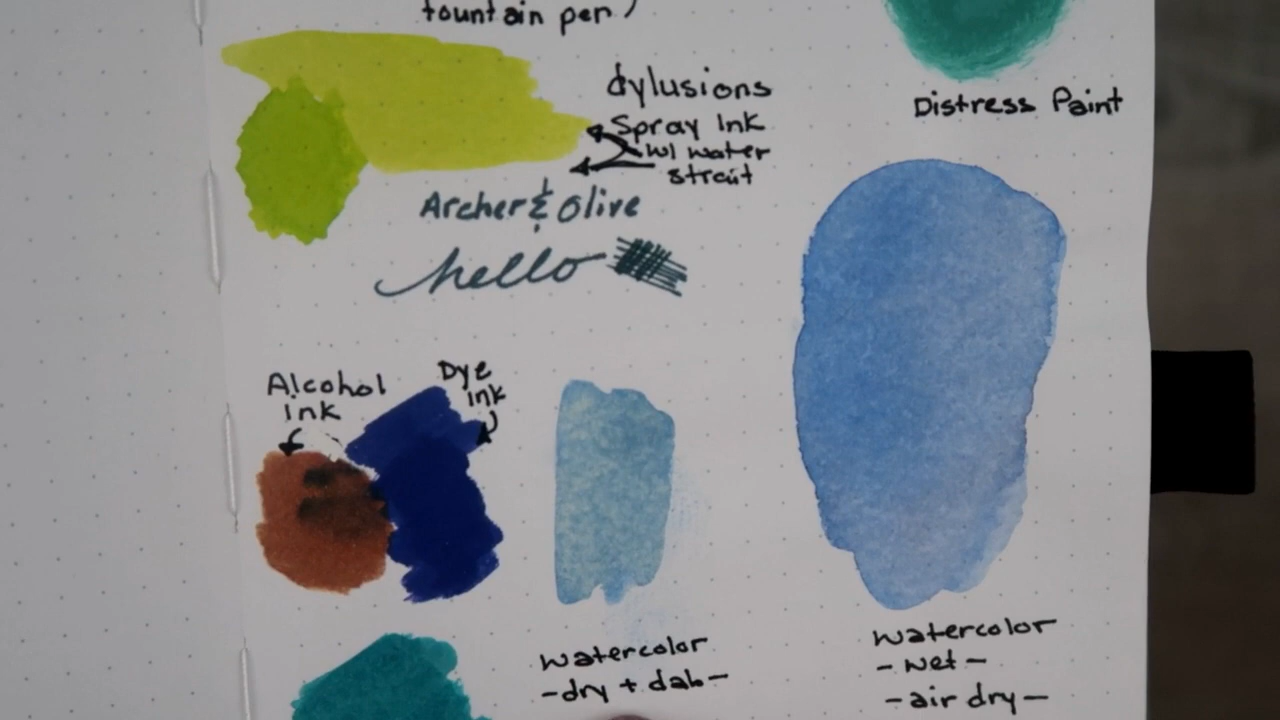 fountain pen)
Distress Paint
dylusions
Spray Ink
w/ water
strait
Archer & Olive
hello
Alcohol
ink
Dye
ink
watercolor
-dry + dab-
watercolor
- wet -
- air dry -